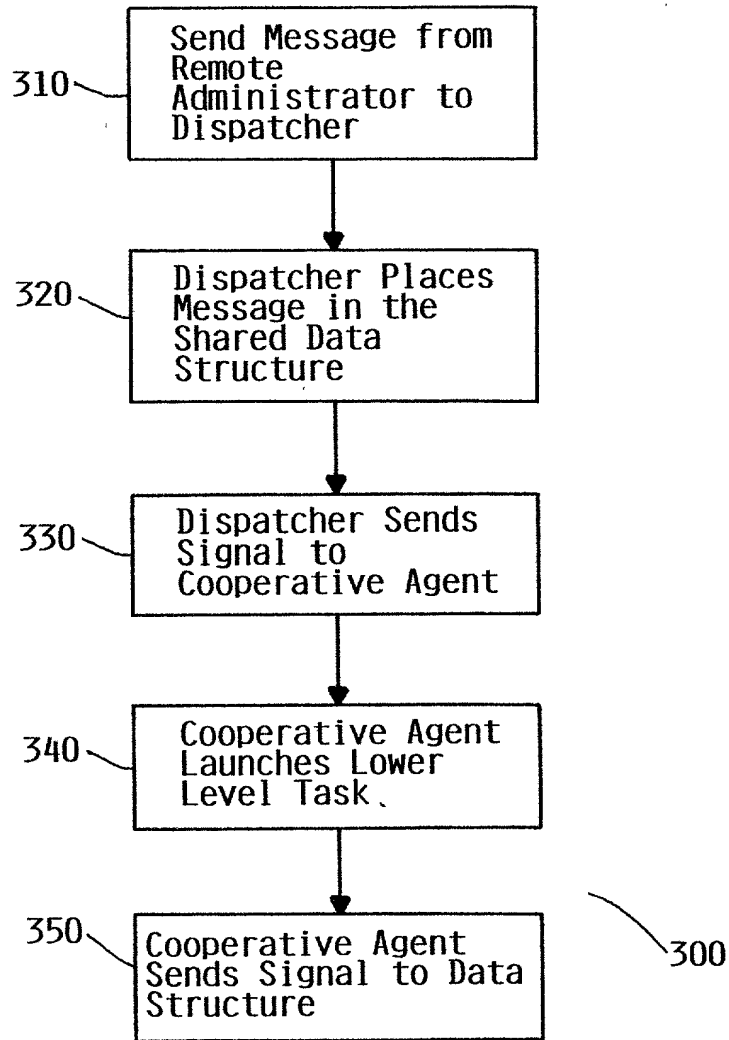 Send Message from
Remote
310
Administrator to
Dispatcher
Dispatcher Places
320
Message in the
Shared Data
Structure
Dispatcher Sends
330
Signal to
Cooperative Agent
Cooperative Agent
340
Launches Lower
Level Task
350
Cooperative Agent
Sends Signal to Data
300
Structure